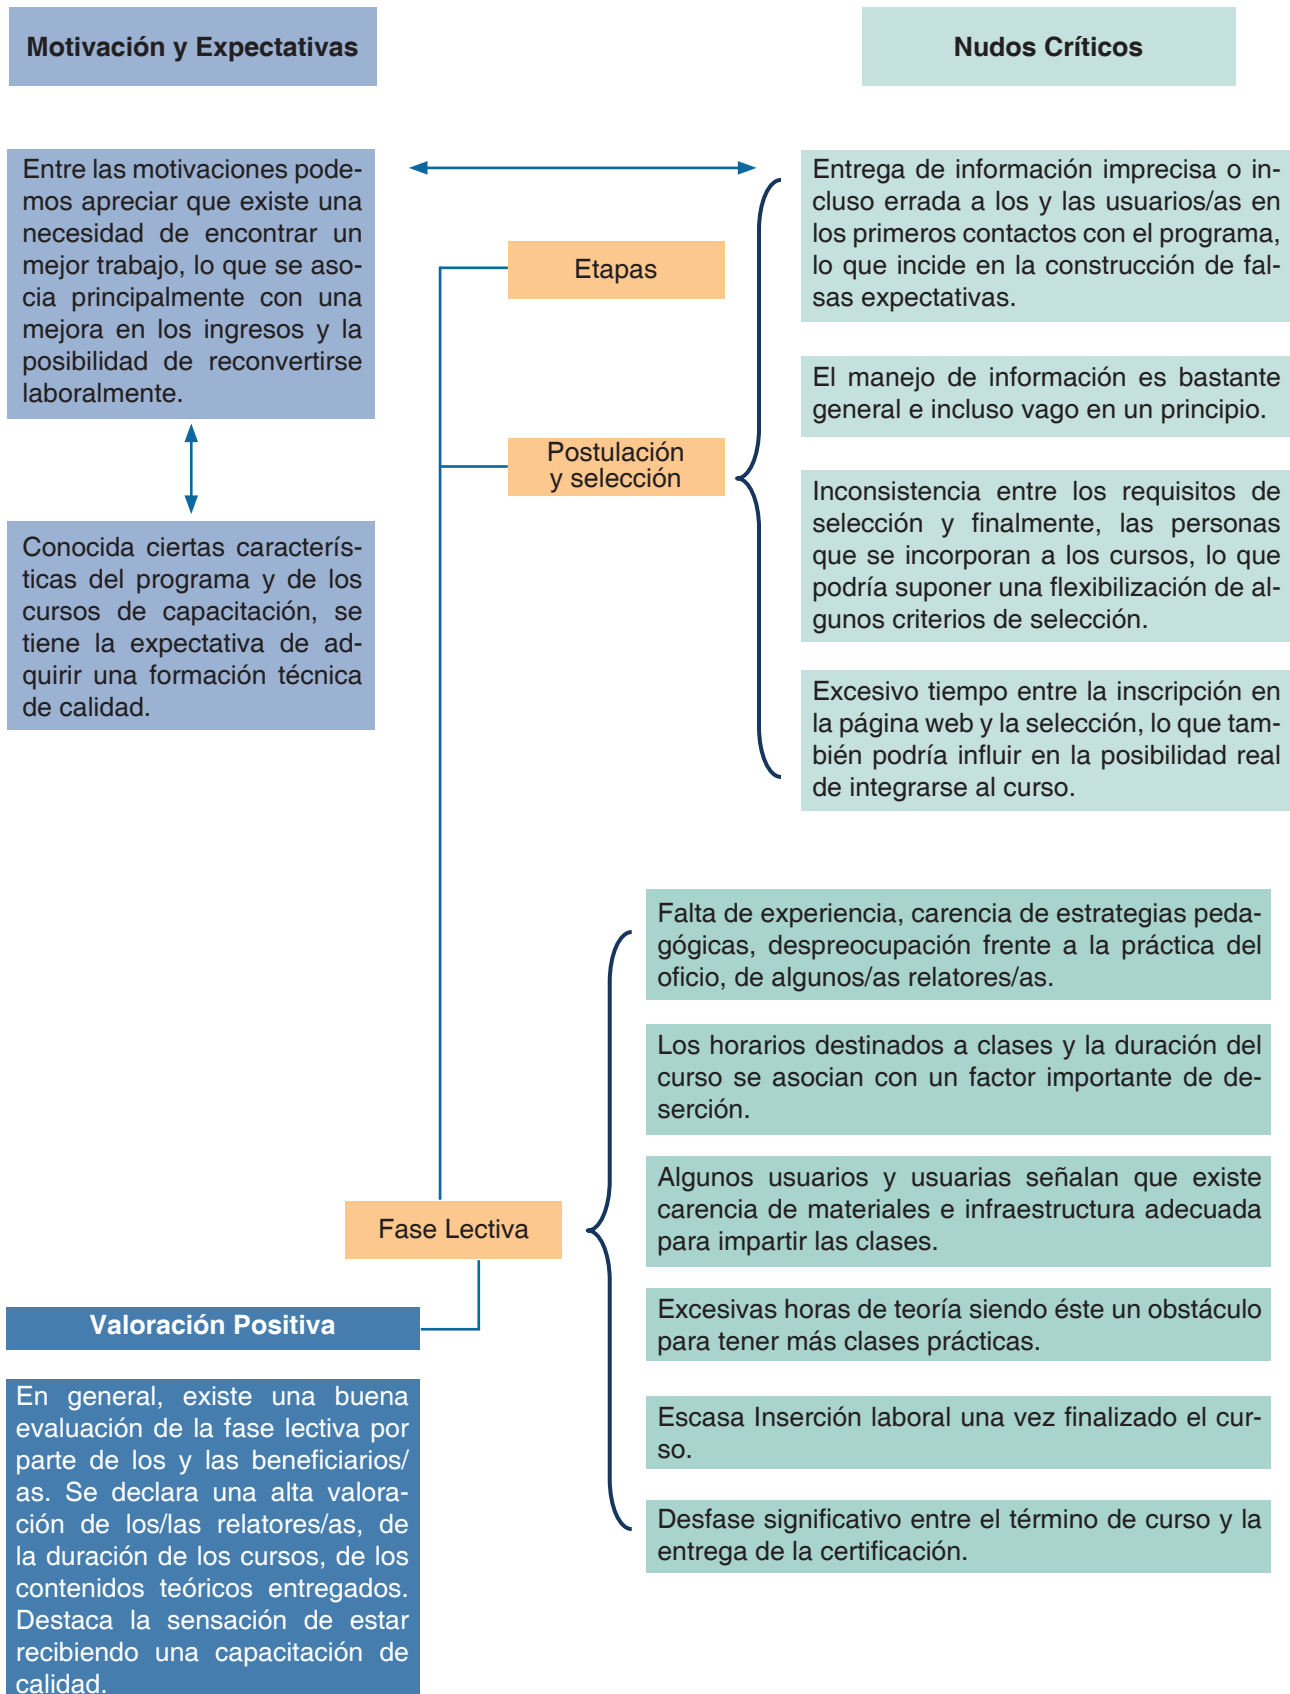 Motivación y Expectativas
Nudos Críticos
Entre las motivaciones pode-
mos apreciar que existe una
necesidad de encontrar un
mejor trabajo, lo que se aso-
cia principalmente con una
mejora en los ingresos y la
posibilidad de reconvertirse
laboralmente.
Conocida ciertas caracterís-
ticas del programa y de los
cursos de capacitación, se
tiene la expectativa de ad-
quirir una formación técnica
de calidad.
Etapas
Postulación
y selección
Entrega de información imprecisa o in-
cluso errada a los y las usuarios/as en
los primeros contactos con el programa,
lo que incide en la construcción de fal-
sas expectativas.
El manejo de información es bastante
general e incluso vago en un principio.
Inconsistencia entre los requisitos de
selección y finalmente, las personas
que se incorporan a los cursos, lo que
podría suponer una flexibilización de al-
gunos criterios de selección.
Excesivo tiempo entre la inscripción en
la página web y la selección, lo que tam-
bién podría influir en la posibilidad real
de integrarse al curso.
Fase Lectiva
Falta de experiencia, carencia de estrategias peda-
gógicas, despreocupación frente a la práctica del
oficio, de algunos/as relatores/as.
Los horarios destinados a clases y la duración del
curso se asocian con un factor importante de de-
serción.
Algunos usuarios y usuarias señalan que existe
carencia de materiales e infraestructura adecuada
para impartir las clases.
Excesivas horas de teoría siendo éste un obstáculo
para tener más clases prácticas.
Escasa Inserción laboral una vez finalizado el cur-
so.
Desfase significativo entre el término de curso y la
entrega de la certificación.
Valoración Positiva
En general, existe una buena
evaluación de la fase lectiva por
parte de los y las beneficiarios/
as. Se declara una alta valora-
ción de los/las relatores/as, de
la duración de los cursos, de los
contenidos teóricos entregados.
Destaca la sensación de estar
recibiendo una capacitación de
calidad.